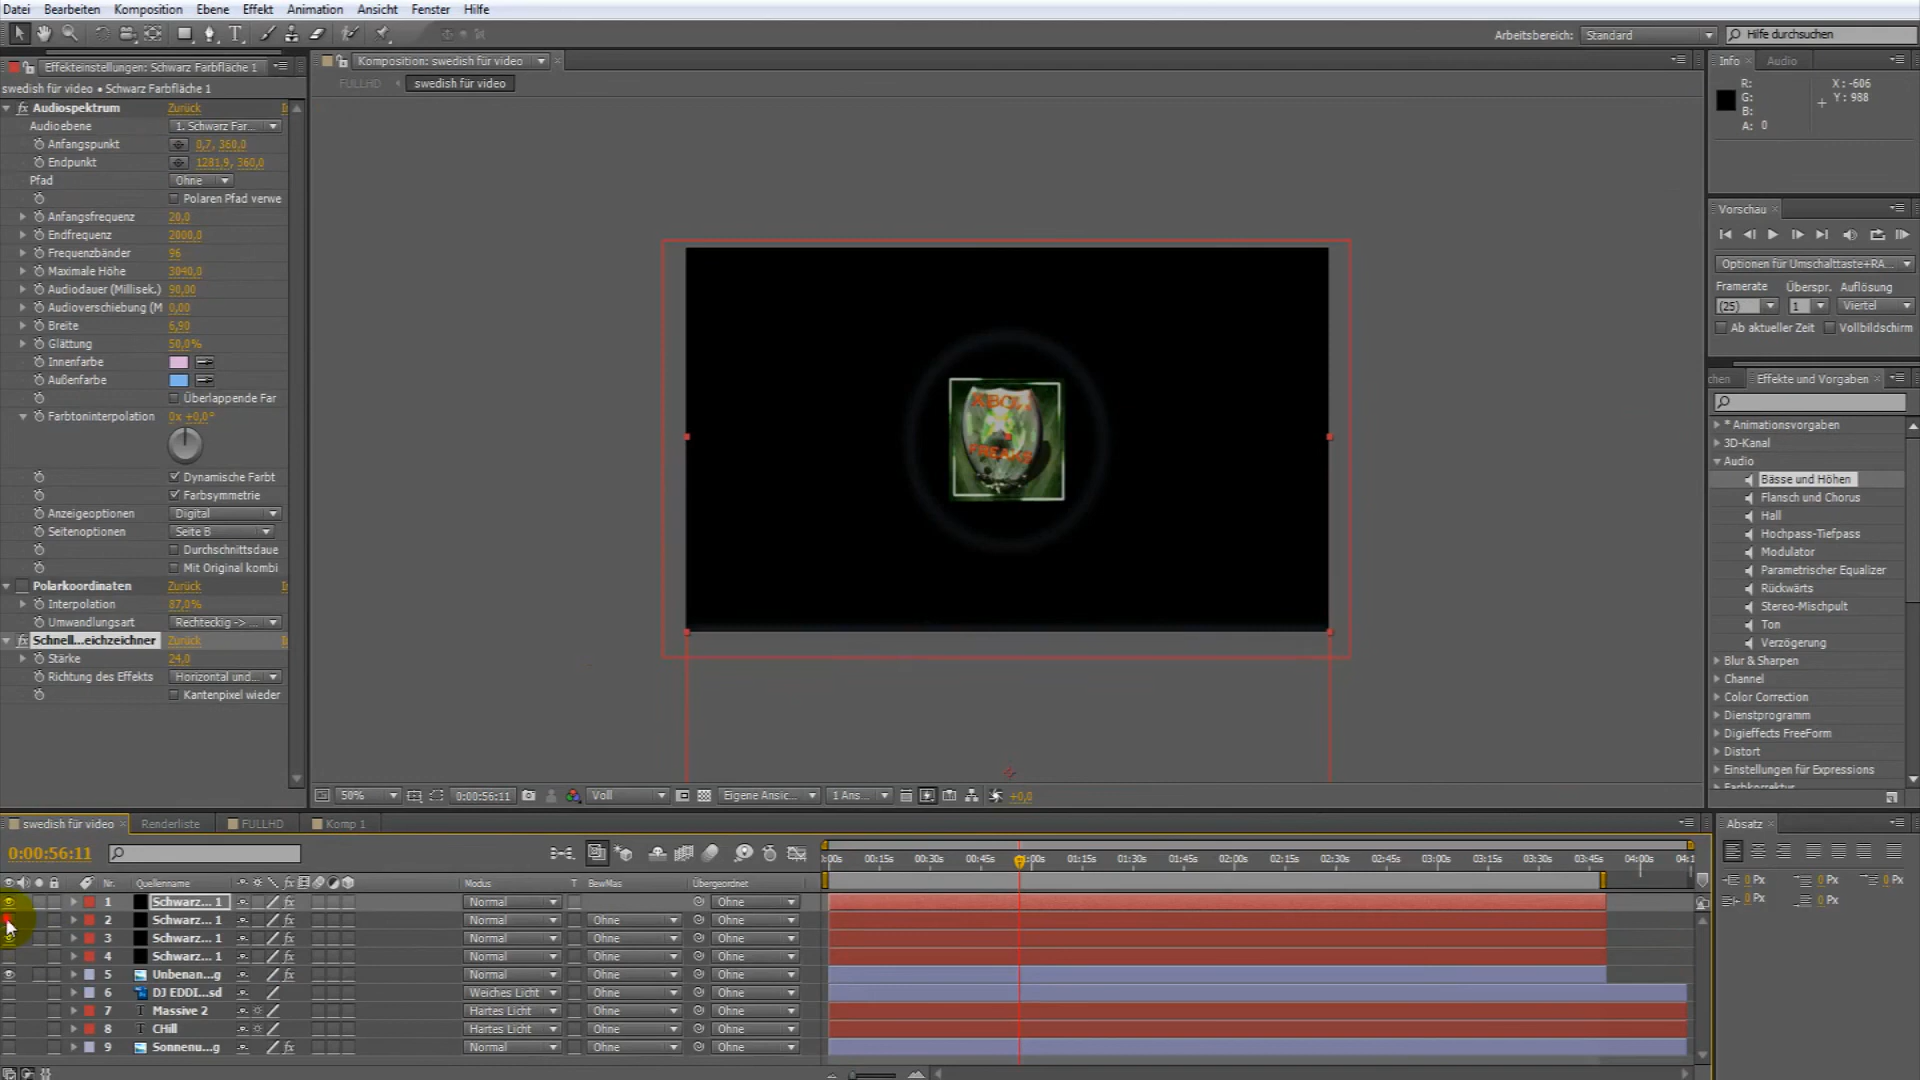 Datei Bearbeiten Komposition Ebene Effekt Animation Ansicht Fenster Hilfe
Arbeitsbereich: Standard Hilfe durchsuchen
Effekteinstellungen: Schwarz Farbfläche 1
Komposition: swedish für video
Info Audio
FULLHD swedish für video
swedish für video • Schwarz Farbfläche 1
R: G: B: A: 0
X: -606
Y: 988
Audiospektrum Zurück
Audioebene 1. Schwarz Far...
Anfangspunkt 0,7, 360,0
Endpunkt 1281,9, 360,0
Pfad Ohne
Polaren Pfad verwe
Anfangsfrequenz 20,0
Endfrequenz 2000,0
Frequenzbänder 96
Maximale Höhe 3040,0
Audiodauer (Millisek.) 90,00
Audioverschiebung (M 0,00
Breite 6,90
Glättung 50,0%
Innenfarbe
Außenfarbe
Überlappende Far
Farbtoninterpolation 0x +0,0°
Dynamische Farbt
Farbsymmetrie
Anzeigeoptionen Digital
Seitenoptionen Seite B
Durchschnittsdaue
Mit Original kombi
Polarkoordinaten Zurück
Interpolation 87,0%
Umwandlungsart Rechteckig -> ...
Schnell...eichzeichner Zurück
Stärke 24,0
Richtung des Effekts Horizontal und...
Kantenpixel wieder
FREAKS
50% 0:00:56:11 Voll Eigene Ansic... 1 Ans... +0,0
Vorschau
Optionen für Umschalttaste+RA...
Framerate Überspr. Auflösung
(25) 1 Viertel
Ab aktueller Zeit Vollbildschirm
chen Effekte und Vorgaben
* Animationsvorgaben
3D-Kanal
Audio
Bässe und Höhen
Flansch und Chorus
Hall
Hochpass-Tiefpass
Modulator
Parametrischer Equalizer
Rückwärts
Stereo-Mischpult
Ton
Verzögerung
Blur & Sharpen
Channel
Color Correction
Dienstprogramm
Digieffects FreeForm
Distort
Einstellungen für Expressions
Farbkorrektur
swedish für video Renderliste FULLHD Komp 1
0:00:56:11
:00s 00:15s 00:30s 00:45s :00s 01:15s 01:30s 01:45s 02:00s 02:15s 02:30s 02:45s 03:00s 03:15s 03:30s 03:45s 04:00s 04:1
Nr. Quellenname fx Modus T BewMas Übergeordnet
1 Schwarz... 1 fx Normal Ohne
2 Schwarz... 1 fx Normal Ohne Ohne
3 Schwarz... 1 fx Normal Ohne Ohne
4 Schwarz... 1 fx Normal Ohne Ohne
5 Unbenan...g fx Normal Ohne Ohne
6 DJ EDDI...sd Weiches Licht Ohne Ohne
7 Massive 2 Hartes Licht Ohne Ohne
8 CHill Hartes Licht Ohne Ohne
9 Sonnenu...g fx Normal Ohne Ohne
Absatz
0 Px 0 Px 0 Px
0 Px 0 Px